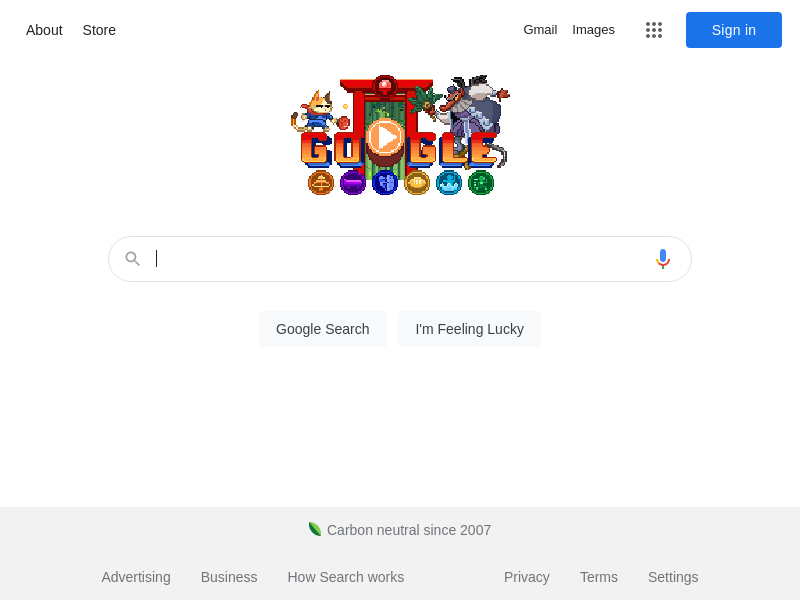 About Store Gmail Images Sign in
GOOGLE
Google Search I'm Feeling Lucky
Carbon neutral since 2007
Advertising Business How Search works Privacy Terms Settings